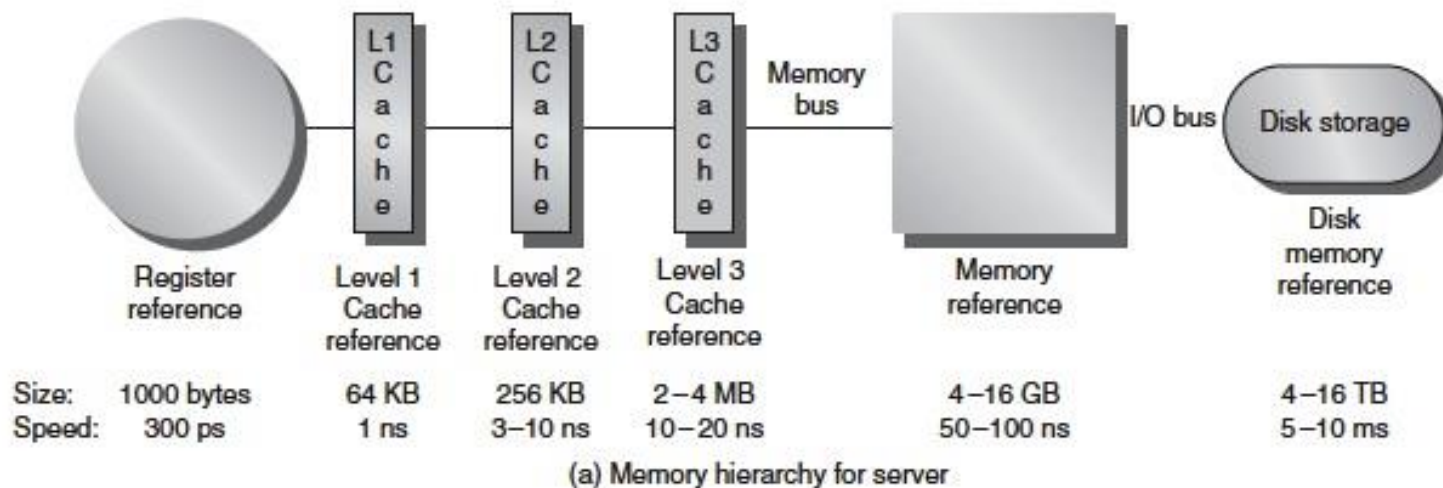 L1
Cache
L2
Cache
L3
Cache
Memory
bus
I/O bus
Disk storage
Register
reference
Level 1
Cache
reference
Level 2
Cache
reference
Level 3
Cache
reference
Memory
reference
Disk
memory
reference
Size: 1000 bytes 64 KB 256 KB 2–4 MB 4–16 GB 4–16 TB
Speed: 300 ps 1 ns 3–10 ns 10–20 ns 50–100 ns 5–10 ms
(a) Memory hierarchy for server